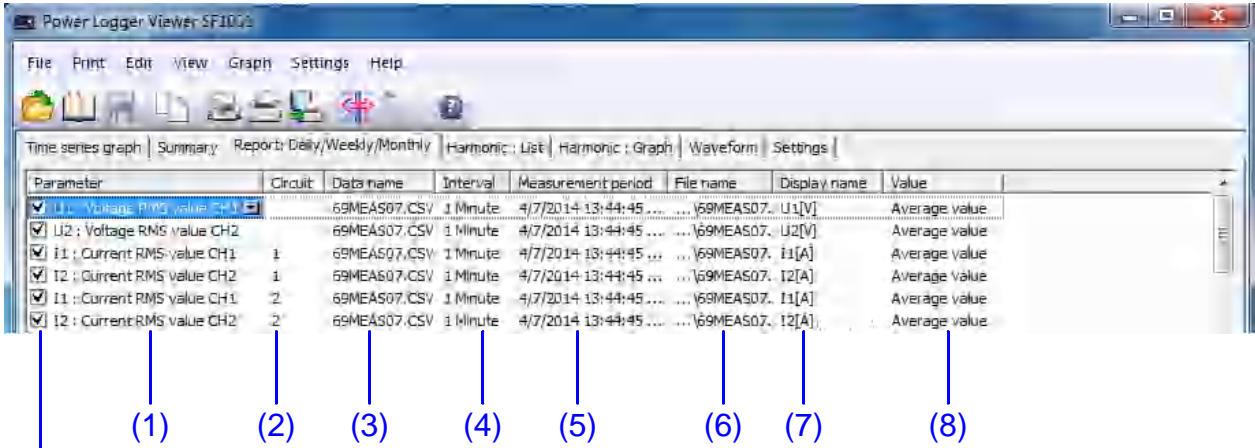 Power Logger Viewer SF1001
File Print Edit View Graph Settings Help
Time series graph Summary Report: Daily/Weekly/Monthly Harmonic : List Harmonic : Graph Waveform Settings
Parameter Circuit Data name Interval Measurement period File name Display name Value
U1 : Voltage RMS value CH1 69MEAS07.CSV 1 Minute 4/7/2014 13:44:45 ... ...\69MEAS07. U1[V] Average value
U2 : Voltage RMS value CH2 69MEAS07.CSV 1 Minute 4/7/2014 13:44:45 ... ...\69MEAS07. U2[V] Average value
I1 : Current RMS value CH1 1 69MEAS07.CSV 1 Minute 4/7/2014 13:44:45 ... ...\69MEAS07. I1[A] Average value
I2 : Current RMS value CH2 1 69MEAS07.CSV 1 Minute 4/7/2014 13:44:45 ... ...\69MEAS07. I2[A] Average value
I1 : Current RMS value CH1 2 69MEAS07.CSV 1 Minute 4/7/2014 13:44:45 ... ...\69MEAS07. I1[A] Average value
I2 : Current RMS value CH2 2 69MEAS07.CSV 1 Minute 4/7/2014 13:44:45 ... ...\69MEAS07. I2[A] Average value
(1) (2) (3) (4) (5) (6) (7) (8)